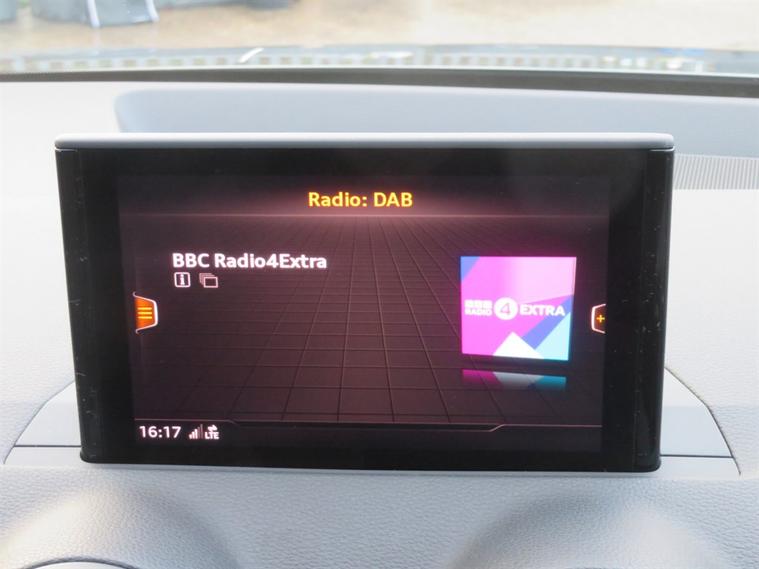 Radio: DAB
BBC Radio4Extra
BBC
RADIO 4 EXTRA
16:17 LTE